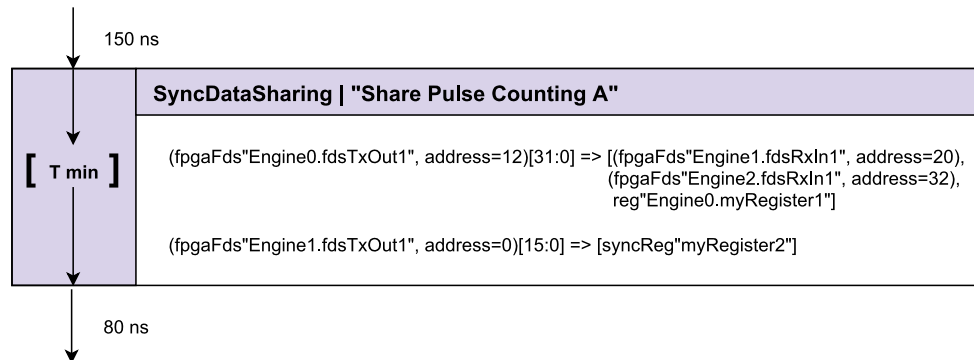 150 ns
SyncDataSharing | "Share Pulse Counting A"
[ T min ]
(fpgaFds"Engine0.fdsTxOut1", address=12)[31:0] => [(fpgaFds"Engine1.fdsRxIn1", address=20),
(fpgaFds"Engine2.fdsRxIn1", address=32),
reg"Engine0.myRegister1"]
(fpgaFds"Engine1.fdsTxOut1", address=0)[15:0] => [syncReg"myRegister2"]
80 ns